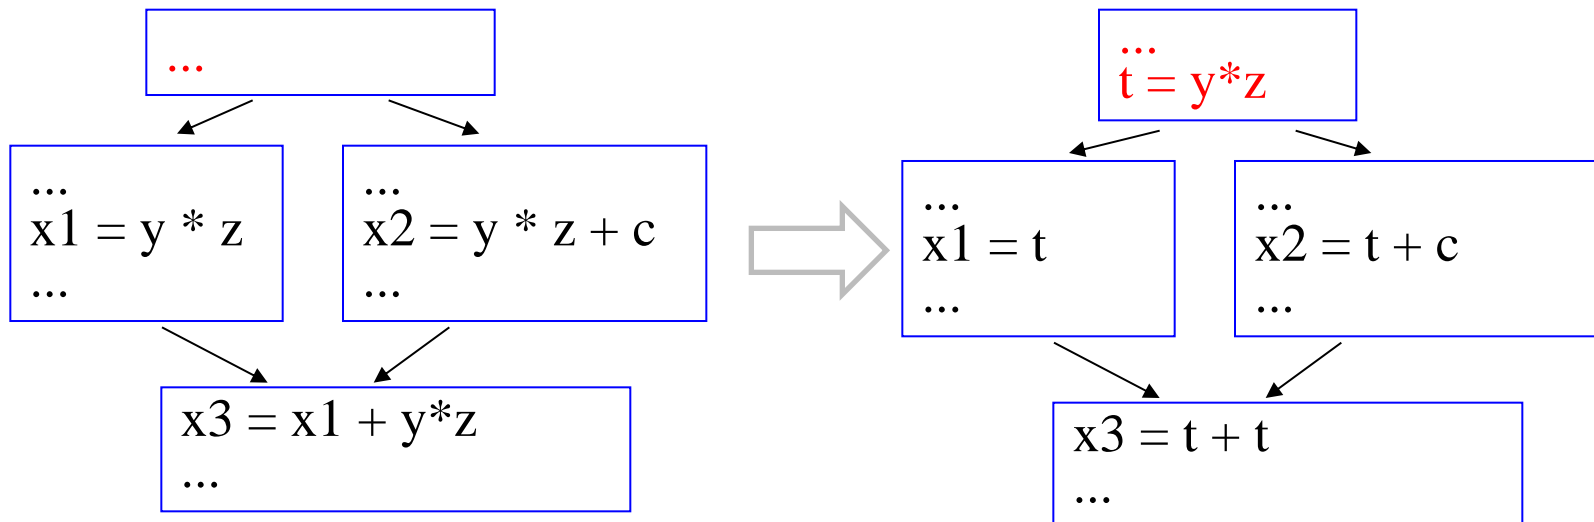 ...
...
x1 = y * z
...
...
x2 = y * z + c
...
x3 = x1 + y*z
...
...
t = y*z
...
x1 = t
...
...
x2 = t + c
...
x3 = t + t
...